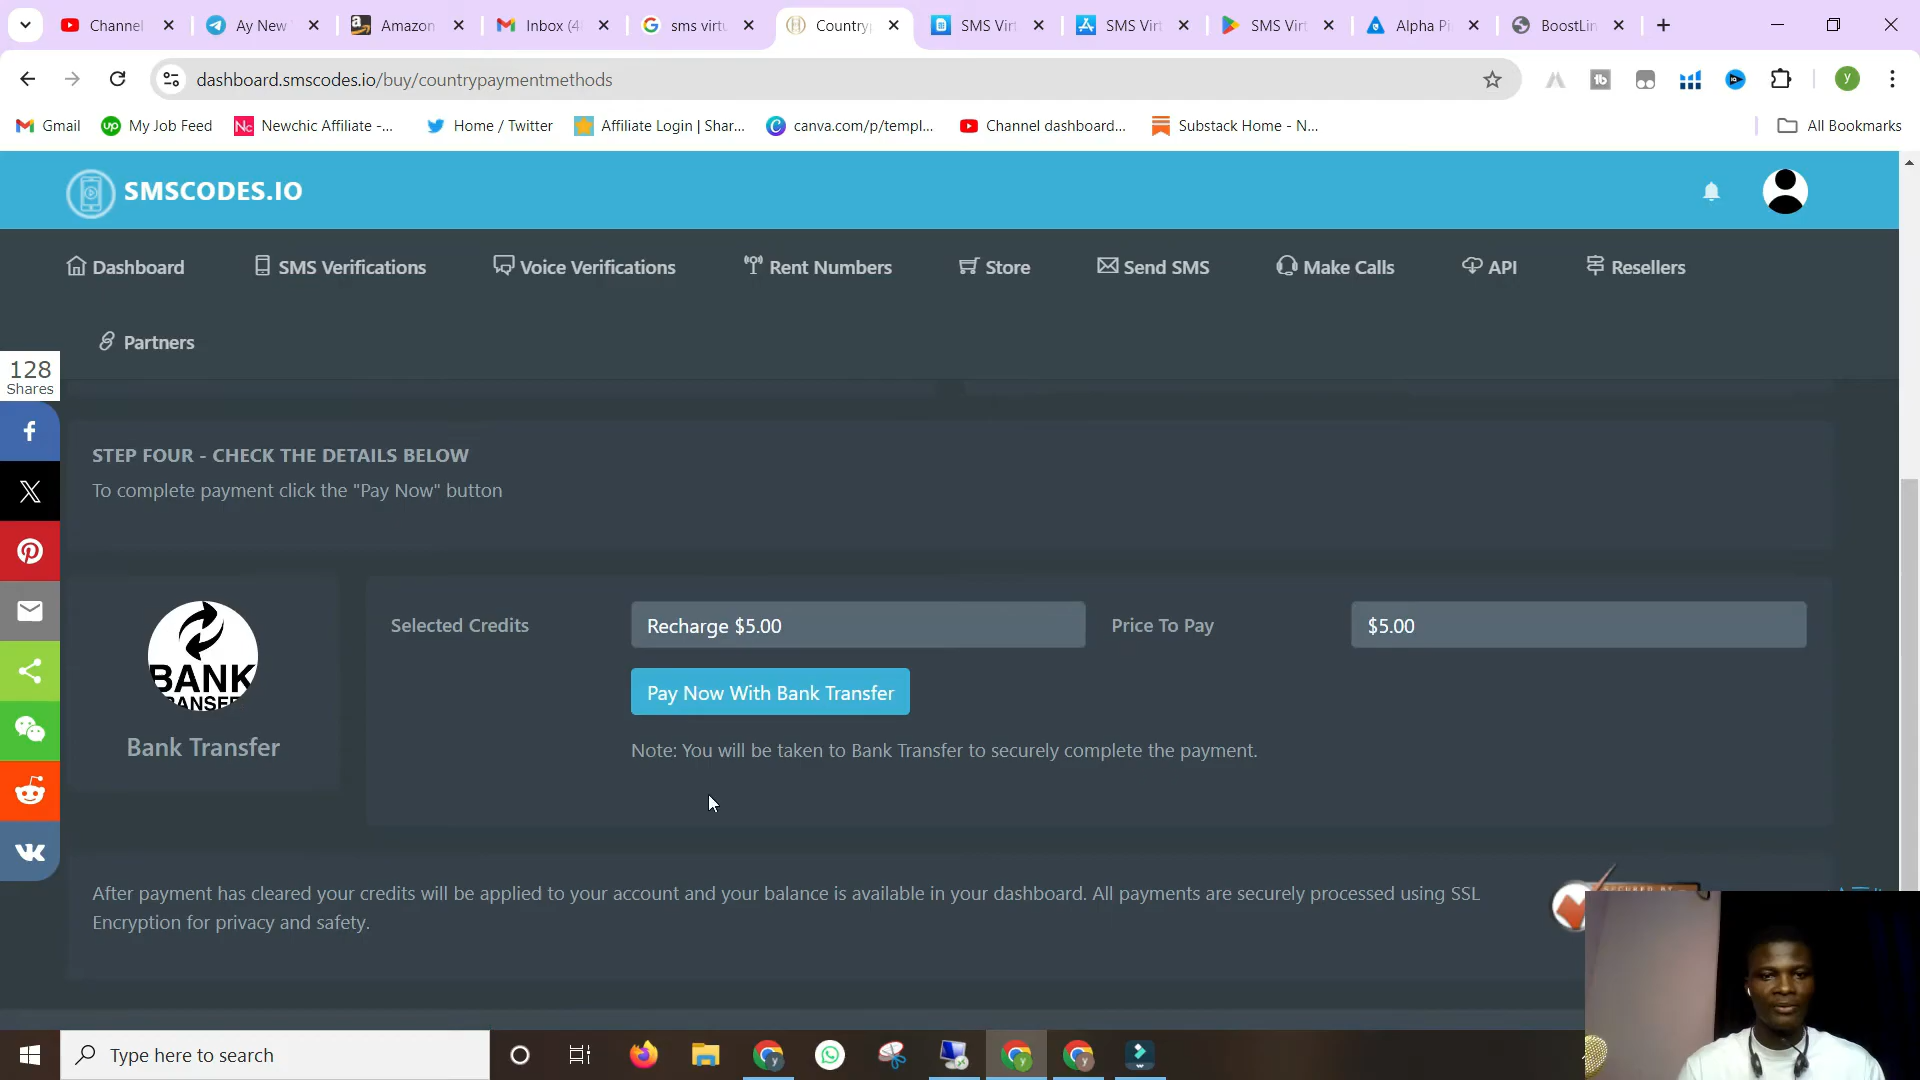 Channel
Ay New
Amazon
Inbox (4
sms virtu
Country
SMS Virt
SMS Virt
SMS Virt
Alpha Pi
BoostLin
dashboard.smscodes.io/buy/countrypaymentmethods
y
Gmail
My Job Feed
Newchic Affiliate -...
Home / Twitter
Affiliate Login | Shar...
canva.com/p/templ...
Channel dashboard...
Substack Home - N...
All Bookmarks
SMSCODES.IO
Dashboard
SMS Verifications
Voice Verifications
Rent Numbers
Store
Send SMS
Make Calls
API
Resellers
Partners
128
Shares
STEP FOUR - CHECK THE DETAILS BELOW
To complete payment click the "Pay Now" button
BANK
Bank Transfer
Selected Credits
Recharge $5.00
Price To Pay
$5.00
Pay Now With Bank Transfer
Note: You will be taken to Bank Transfer to securely complete the payment.
After payment has cleared your credits will be applied to your account and your balance is available in your dashboard. All payments are securely processed using SSL
Encryption for privacy and safety.
Type here to search